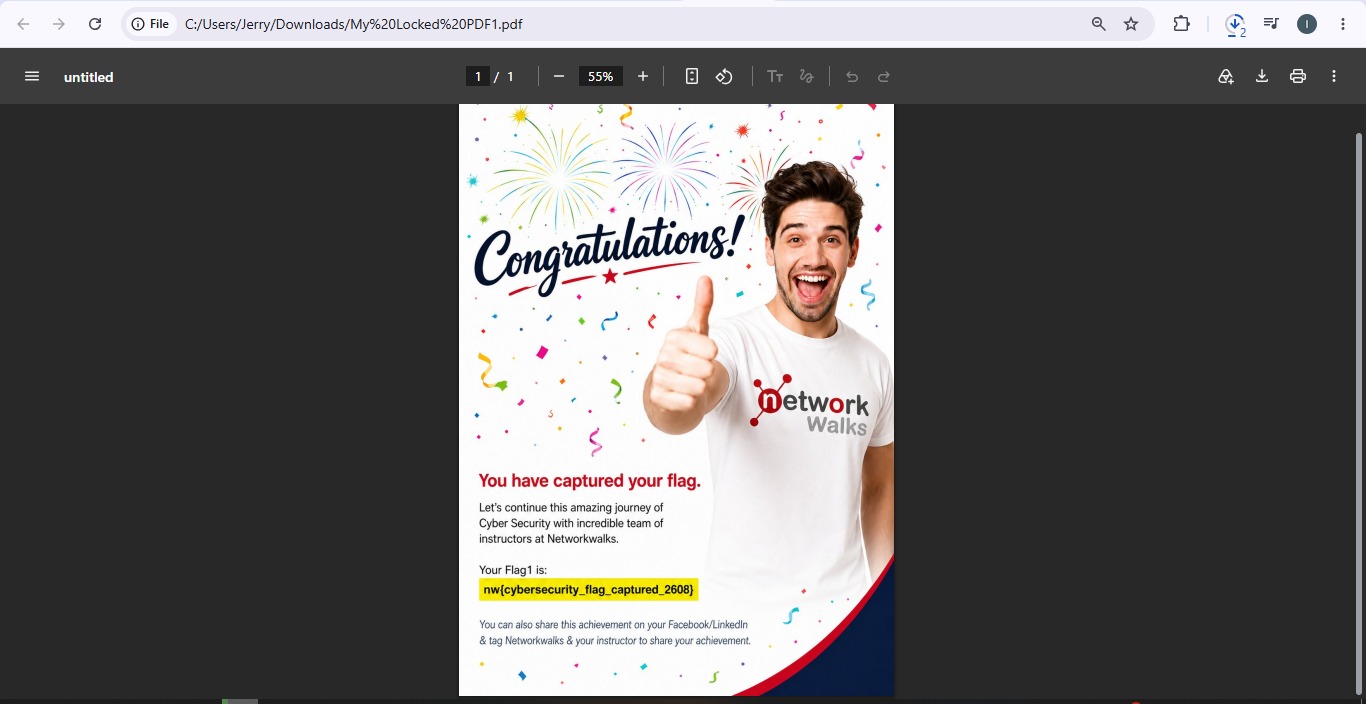 File
C:/Users/Jerry/Downloads/My%20Locked%20PDF1.pdf
2
I
untitled
1 / 1
55%
Congratulations!
network
Walks
You have captured your flag.
Let's continue this amazing journey of
Cyber Security with incredible team of
instructors at Networkwalks.
Your Flag1 is:
nw{cybersecurity_flag_captured_2608}
You can also share this achievement on your Facebook/LinkedIn
& tag Networkwalks & your instructor to share your achievement.